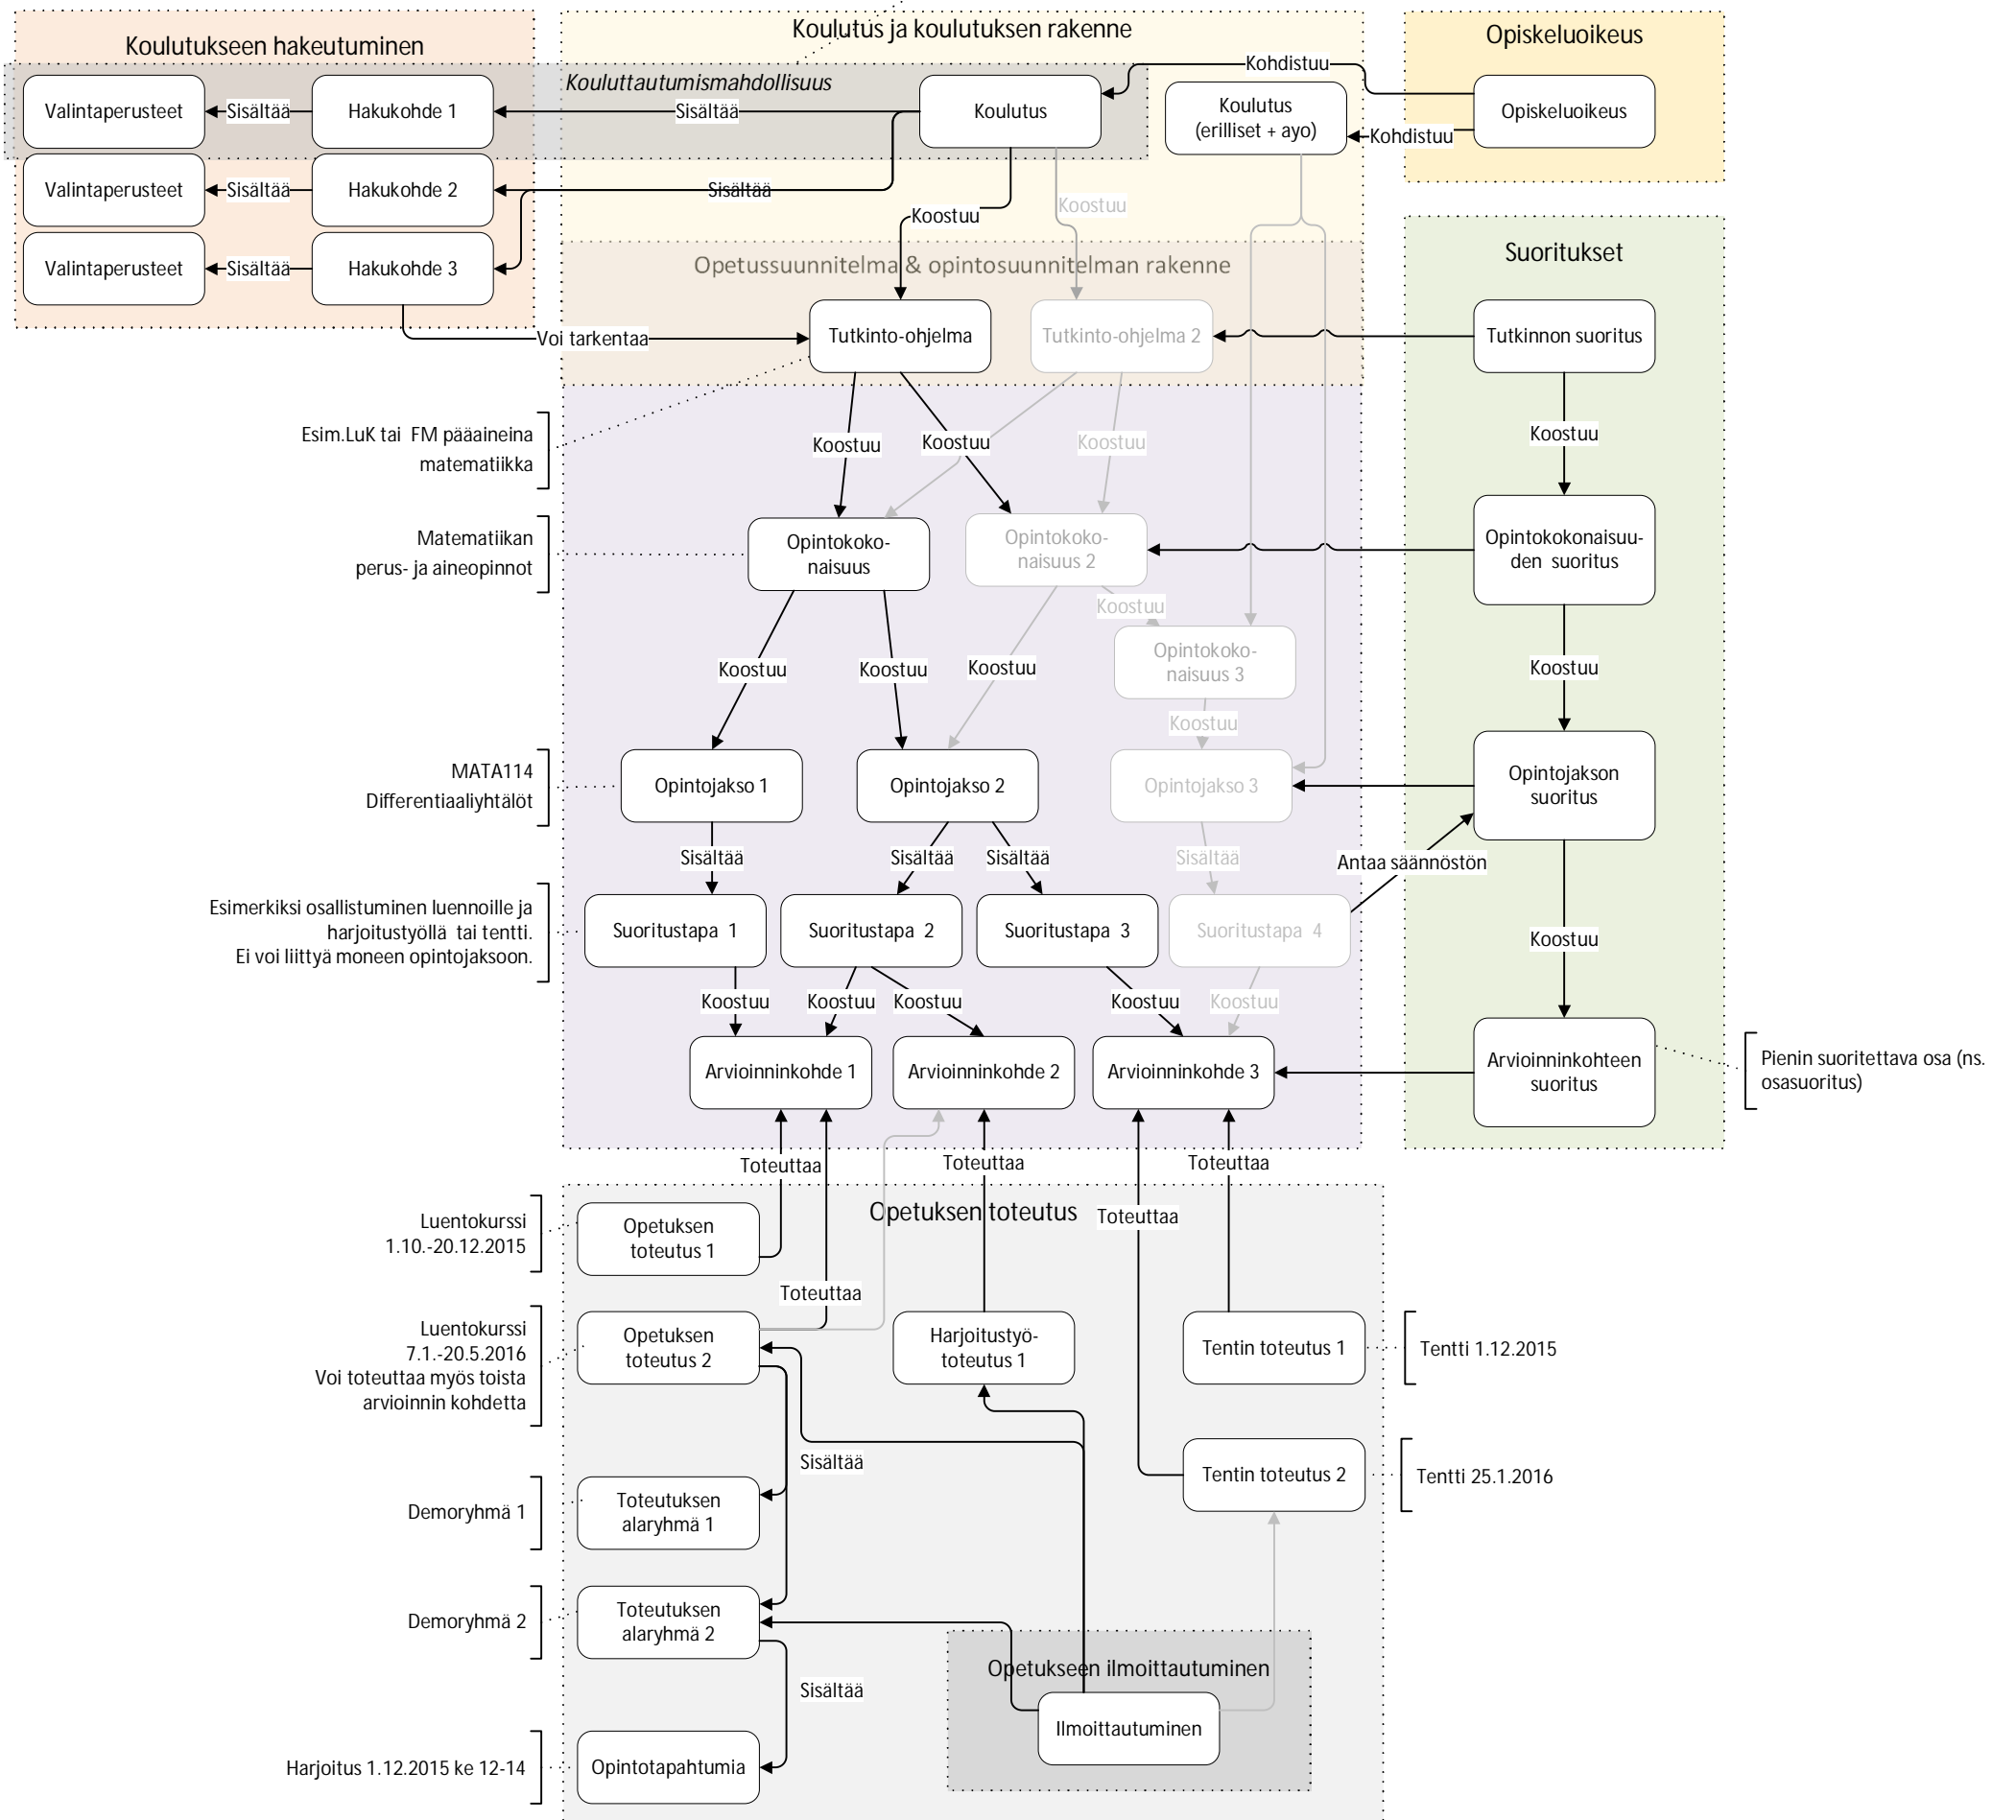 Koulutukseen hakeutuminen
Koulutus ja koulutuksen rakenne
Opiskeluoikeus
Kouluttautumismahdollisuus
Kohdistuu
Valintaperusteet
Sisältää
Hakukohde 1
Sisältää
Koulutus
Koulutus
(erilliset + ayo)
Kohdistuu
Opiskeluoikeus
Valintaperusteet
Sisältää
Hakukohde 2
Sisältää
Koostuu
Koostuu
Valintaperusteet
Sisältää
Hakukohde 3
Opetussuunnitelma & opintosuunnitelman rakenne
Suoritukset
Voi tarkentaa
Tutkinto-ohjelma
Tutkinto-ohjelma 2
Tutkinnon suoritus
Esim.LuK tai  FM pääaineina
matematiikka
Koostuu
Koostuu
Koostuu
Koostuu
Matematiikan
perus- ja aineopinnot
Opintokoko-
naisuus
Opintokoko-
naisuus 2
Opintokokonaisuu-
den  suoritus
Koostuu
Opintokoko-
naisuus 3
Koostuu
Koostuu
Koostuu
Koostuu
Koostuu
MATA114
Differentiaaliyhtälöt
Opintojakso 1
Opintojakso 2
Opintojakso 3
Opintojakson
suoritus
Sisältää
Sisältää
Sisältää
Sisältää
Antaa säännöstön
Esimerkiksi osallistuminen luennoille ja
harjoitustyöllä  tai tentti.
Ei voi liittyä moneen opintojaksoon.
Suoritustapa  1
Suoritustapa  2
Suoritustapa  3
Suoritustapa  4
Koostuu
Koostuu
Koostuu
Koostuu
Koostuu
Koostuu
Arvioinninkohde 1
Arvioinninkohde 2
Arvioinninkohde 3
Arvioinninkohteen
suoritus
Pienin suoritettava osa (ns.
osasuoritus)
Toteuttaa
Toteuttaa
Toteuttaa
Opetuksen toteutus
Toteuttaa
Luentokurssi
1.10.-20.12.2015
Opetuksen
toteutus 1
Toteuttaa
Luentokurssi
7.1.-20.5.2016
Voi toteuttaa myös toista
arvioinnin kohdetta
Opetuksen
toteutus 2
Harjoitustyö-
toteutus 1
Tentin toteutus 1
Tentti 1.12.2015
Sisältää
Tentin toteutus 2
Tentti 25.1.2016
Demoryhmä 1
Toteutuksen
alaryhmä 1
Demoryhmä 2
Toteutuksen
alaryhmä 2
Opetukseen ilmoittautuminen
Sisältää
Ilmoittautuminen
Harjoitus 1.12.2015 ke 12-14
Opintotapahtumia